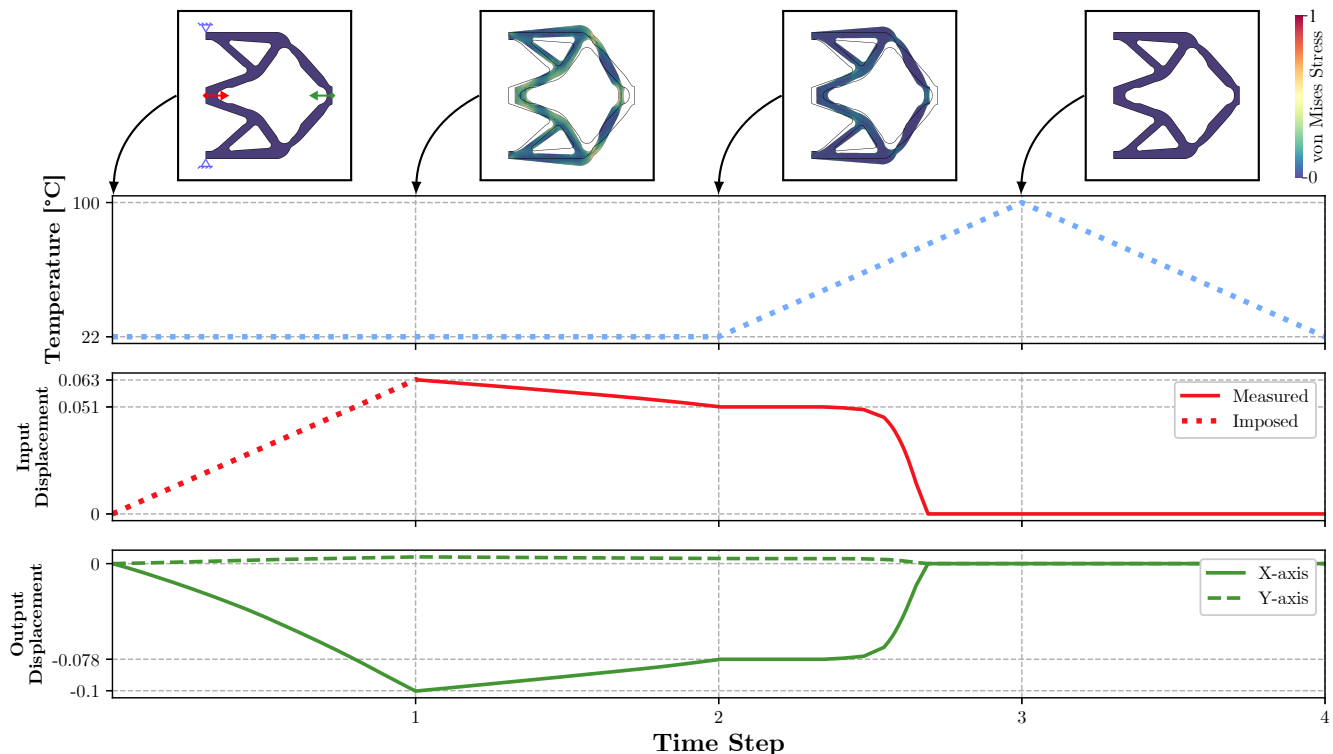 1
von Mises Stress
0
Temperature [°C]
100
22
Input
Displacement
0.063
0.051
0
Measured
Imposed
Output
Displacement
0
-0.078
-0.1
X-axis
Y-axis
1
2
3
4
Time Step